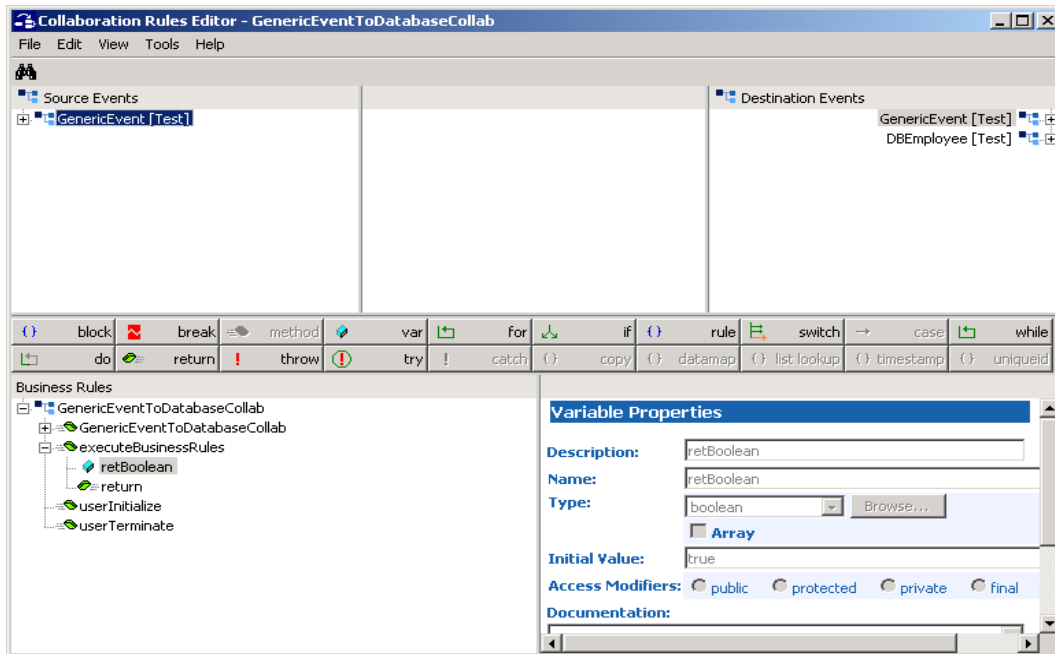 Collaboration Rules Editor - GenericEventToDatabaseCollab
File Edit View Tools Help
Source Events
Destination Events
GenericEvent [Test]
GenericEvent [Test]
DBEmployee [Test]
block break method var for if rule switch case while
do return throw try catch copy datamap list lookup timestamp uniqueid
Business Rules
GenericEventToDatabaseCollab
GenericEventToDatabaseCollab
executeBusinessRules
retBoolean
return
userInitialize
userTerminate
Variable Properties
Description: retBoolean
Name: retBoolean
Type: boolean Browse...
Array
Initial Value: true
Access Modifiers: public protected private final
Documentation: